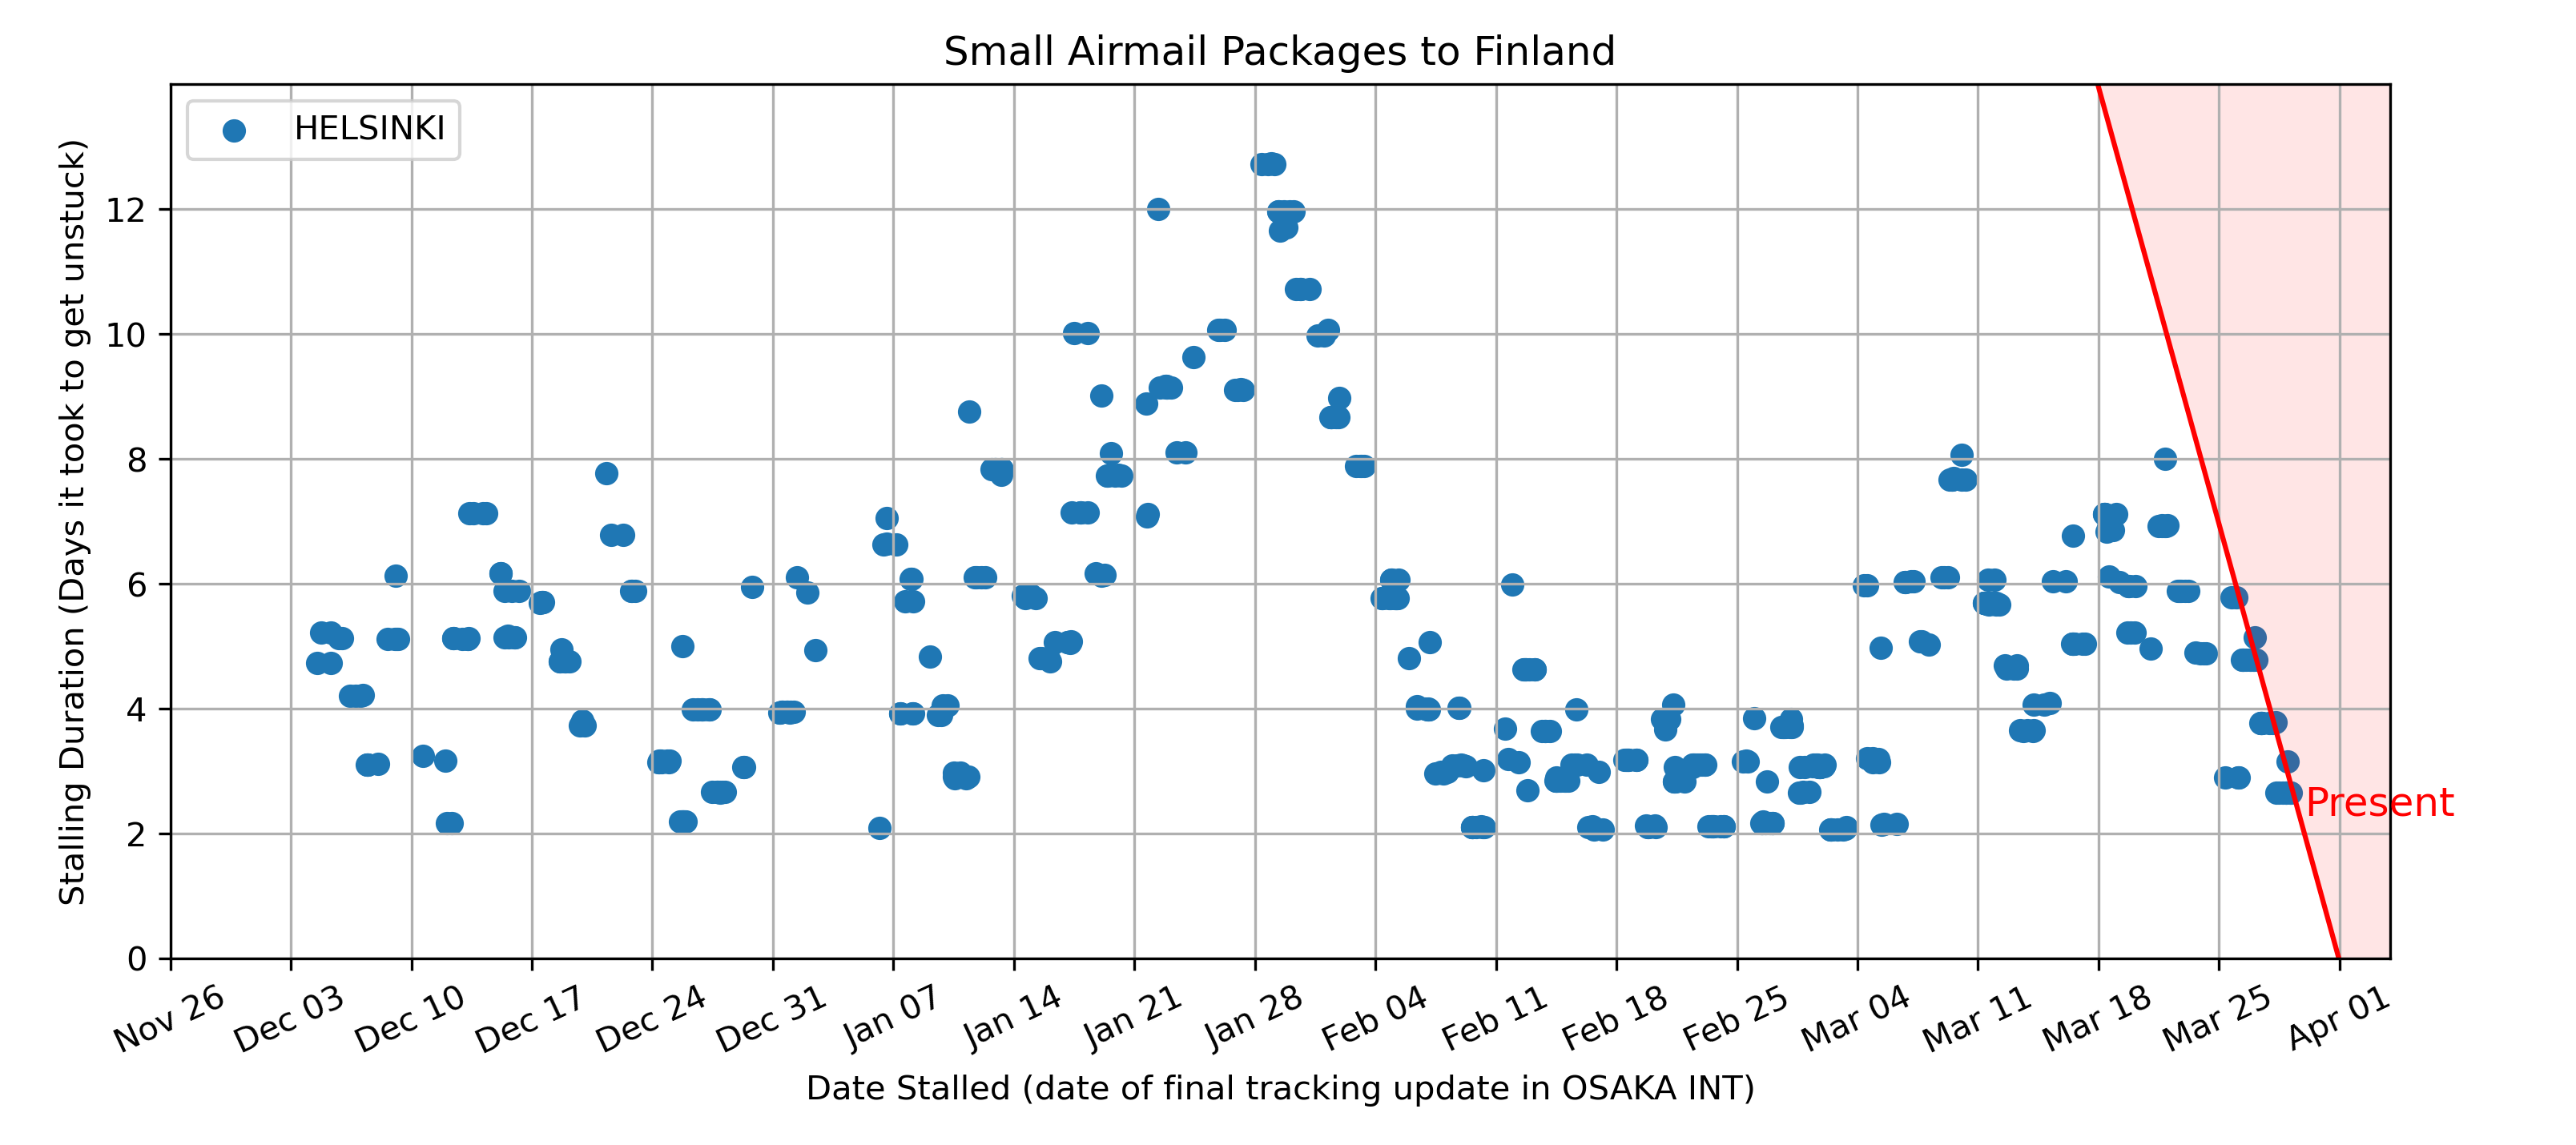 Small Airmail Packages to Finland
HELSINKI
Stalling Duration (Days it took to get unstuck)
12
10
8
6
4
2
0
Present
Nov 26
Dec 03
Dec 10
Dec 17
Dec 24
Dec 31
Jan 07
Jan 14
Jan 21
Jan 28
Feb 04
Feb 11
Feb 18
Feb 25
Mar 04
Mar 11
Mar 18
Mar 25
Apr 01
Date Stalled (date of final tracking update in OSAKA INT)